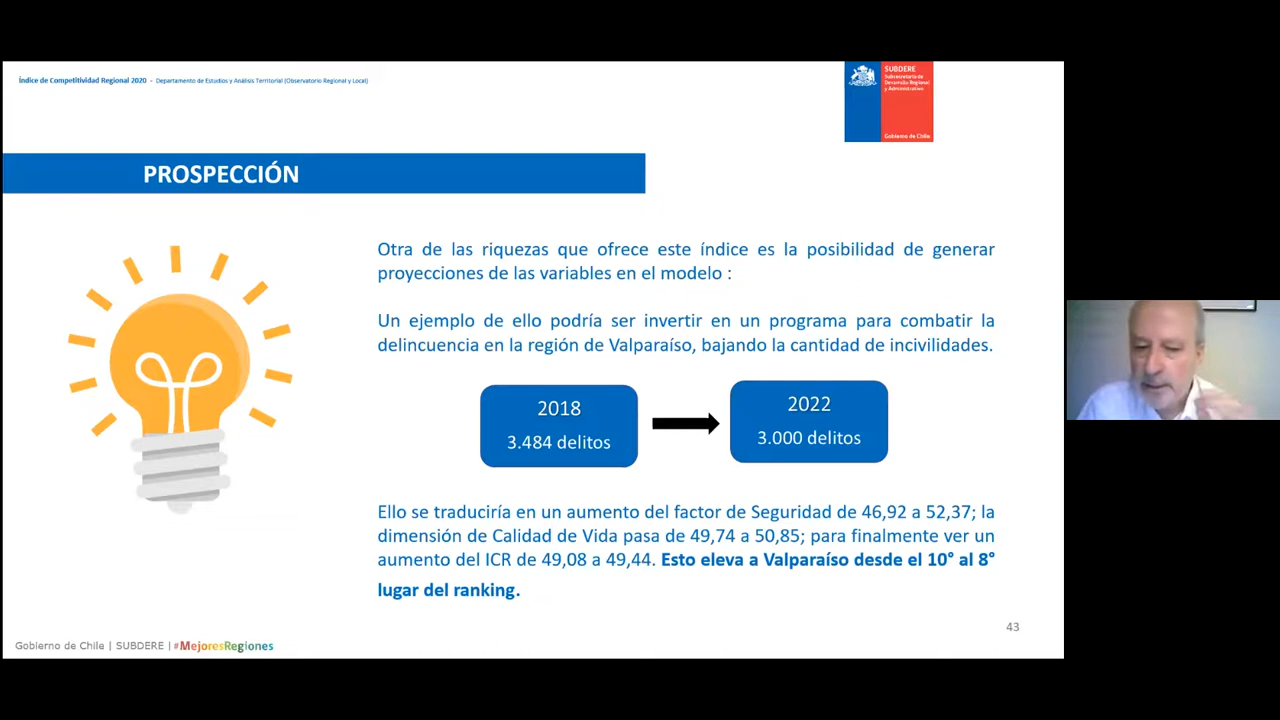 Índice de Competitividad Regional 2020 - Departamento de Estudios y Análisis Territorial (Observatorio Regional y Local)
SUBDERE
Subsecretaría de
Desarrollo Regional
y Administrativo
Gobierno de Chile
PROSPECCIÓN
Otra de las riquezas que ofrece este índice es la posibilidad de generar
proyecciones de las variables en el modelo :
Un ejemplo de ello podría ser invertir en un programa para combatir la
delincuencia en la región de Valparaíso, bajando la cantidad de incivilidades.
2018
3.484 delitos
2022
3.000 delitos
Ello se traduciría en un aumento del factor de Seguridad de 46,92 a 52,37; la
dimensión de Calidad de Vida pasa de 49,74 a 50,85; para finalmente ver un
aumento del ICR de 49,08 a 49,44. Esto eleva a Valparaíso desde el 10° al 8°
lugar del ranking.
43
Gobierno de Chile | SUBDERE | #MejoresRegiones